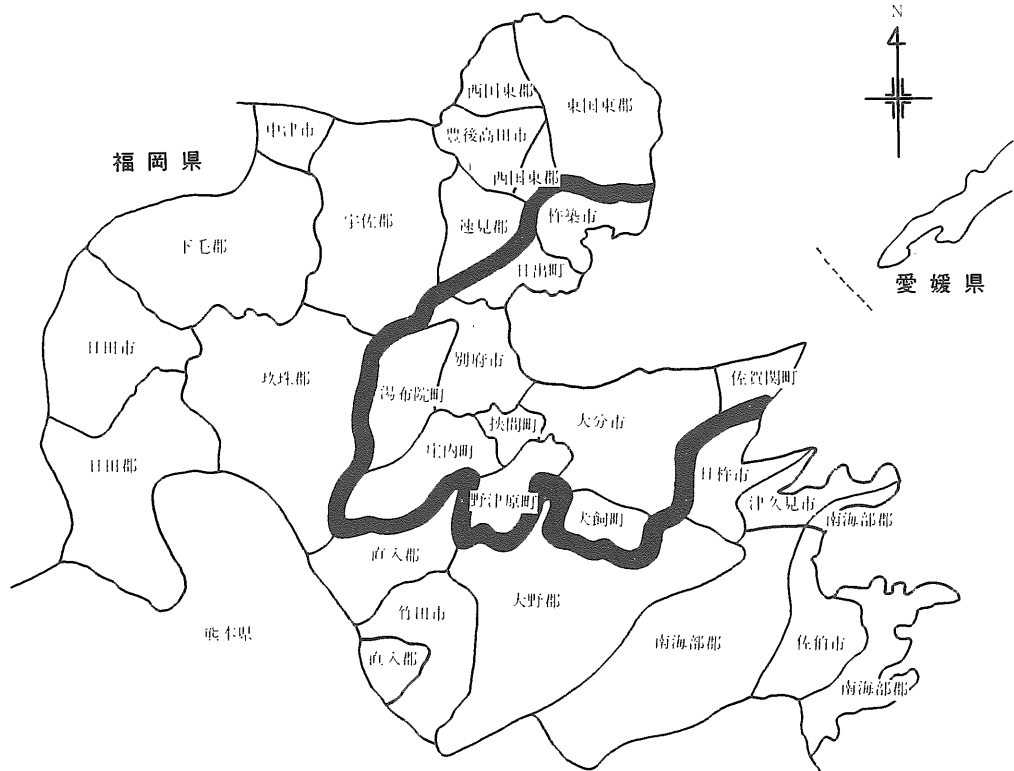 N
西国東郡
東国東郡
中津市
豊後高田市
福岡県
西国東郡
宇佐郡
速見郡
杵築市
下毛郡
日出町
愛媛県
日田市
別府市
玖珠郡
湯布院町
佐賀関町
挾間町
大分市
庄内町
日田郡
臼杵市
野津原町
津久見市
犬飼町
南海部郡
直入郡
大野郡
竹田市
熊本県
南海部郡
佐伯市
直入郡
南海部郡